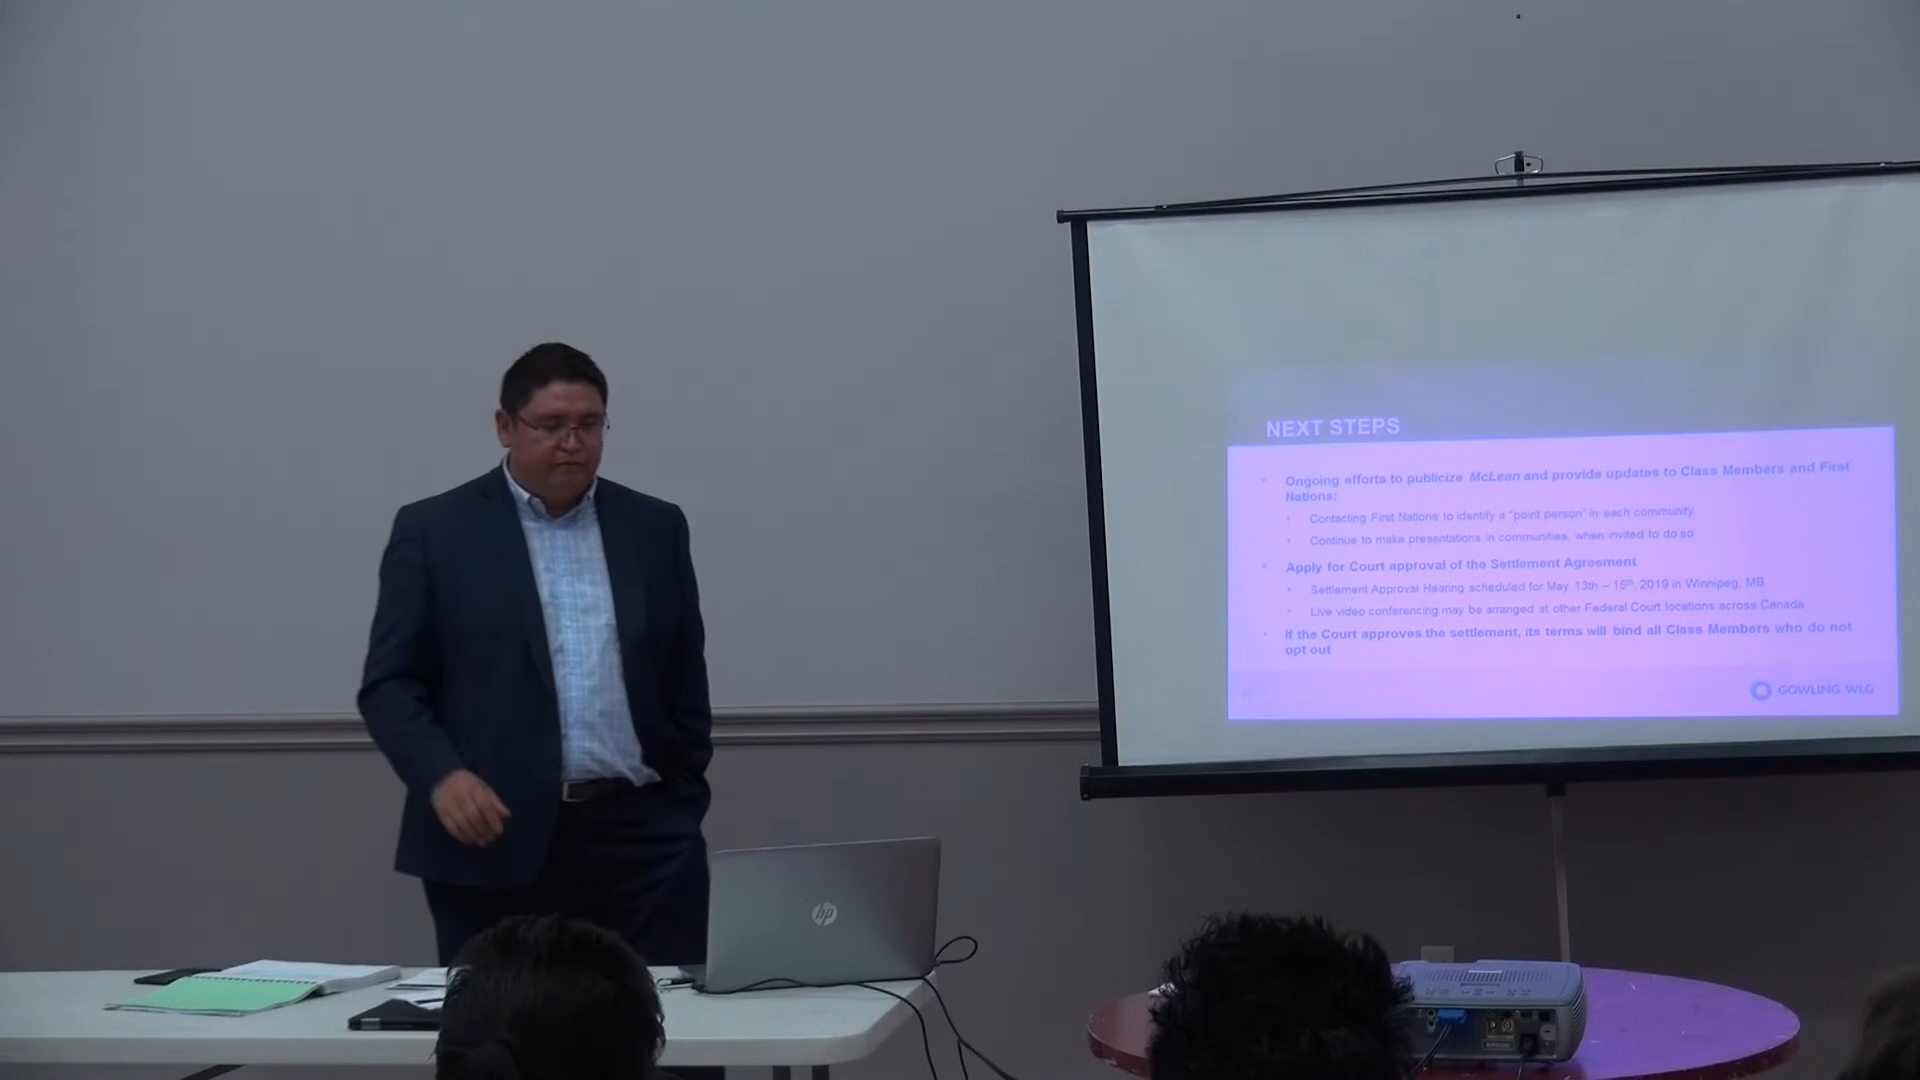 NEXT STEPS
Ongoing efforts to publicize McLean and provide updates to Class Members and First
Nations:
Contacting First Nations to identify a "point person" in each community
Continue to make presentations in communities, when invited to do so
Apply for Court approval of the Settlement Agreement
Settlement Approval Hearing scheduled for May 13th – 15th, 2019 in Winnipeg, MB
Live video conferencing may be arranged at other Federal Court locations across Canada
If the Court approves the settlement, its terms will bind all Class Members who do not
opt out
GOWLING WLG
hp